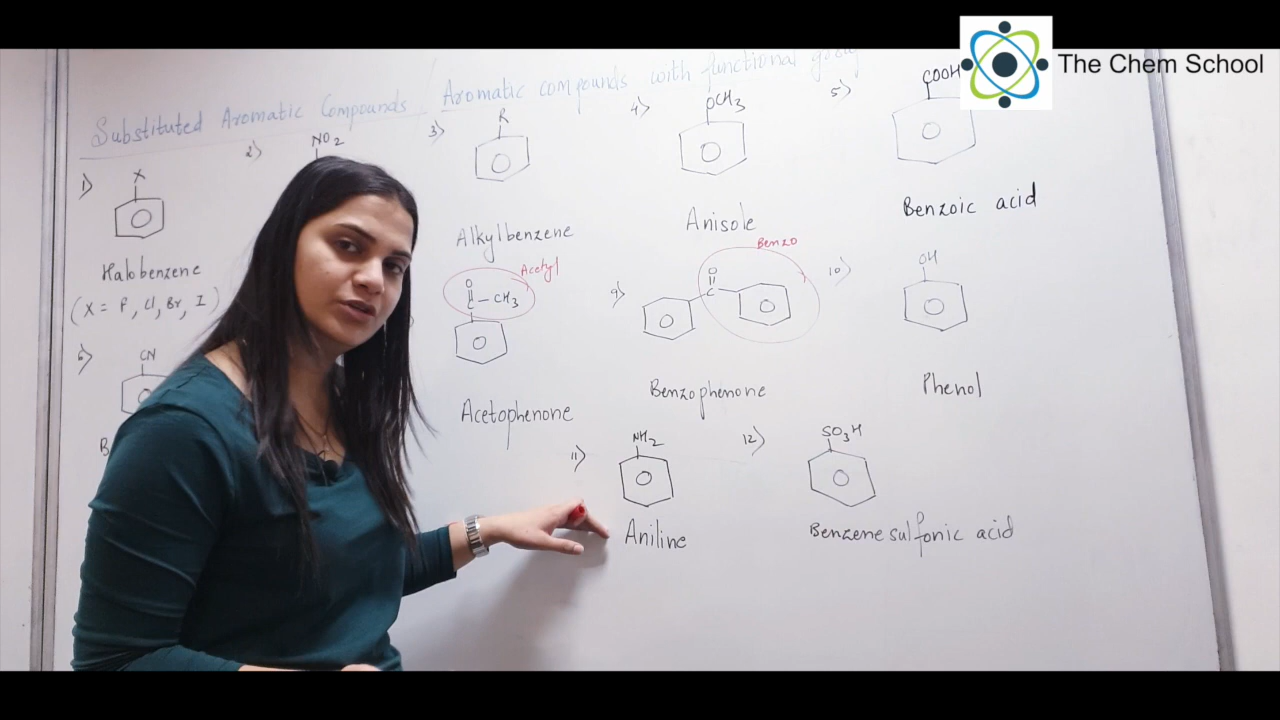 The Chem School
Substituted Aromatic Compounds / Aromatic compounds with functional
1) X
Halobenzene
(X = F, Cl, Br, I)
2) NO2
3) R
Alkylbenzene
4) OCH3
Anisole
5) COOH
Benzoic acid
6) CN
B
O
C – CH3
Acetyl
Acetophenone
9) O
C
Benzo
Benzophenone
10) OH
Phenol
11) NH2
Aniline
12) SO3H
Benzene sulfonic acid